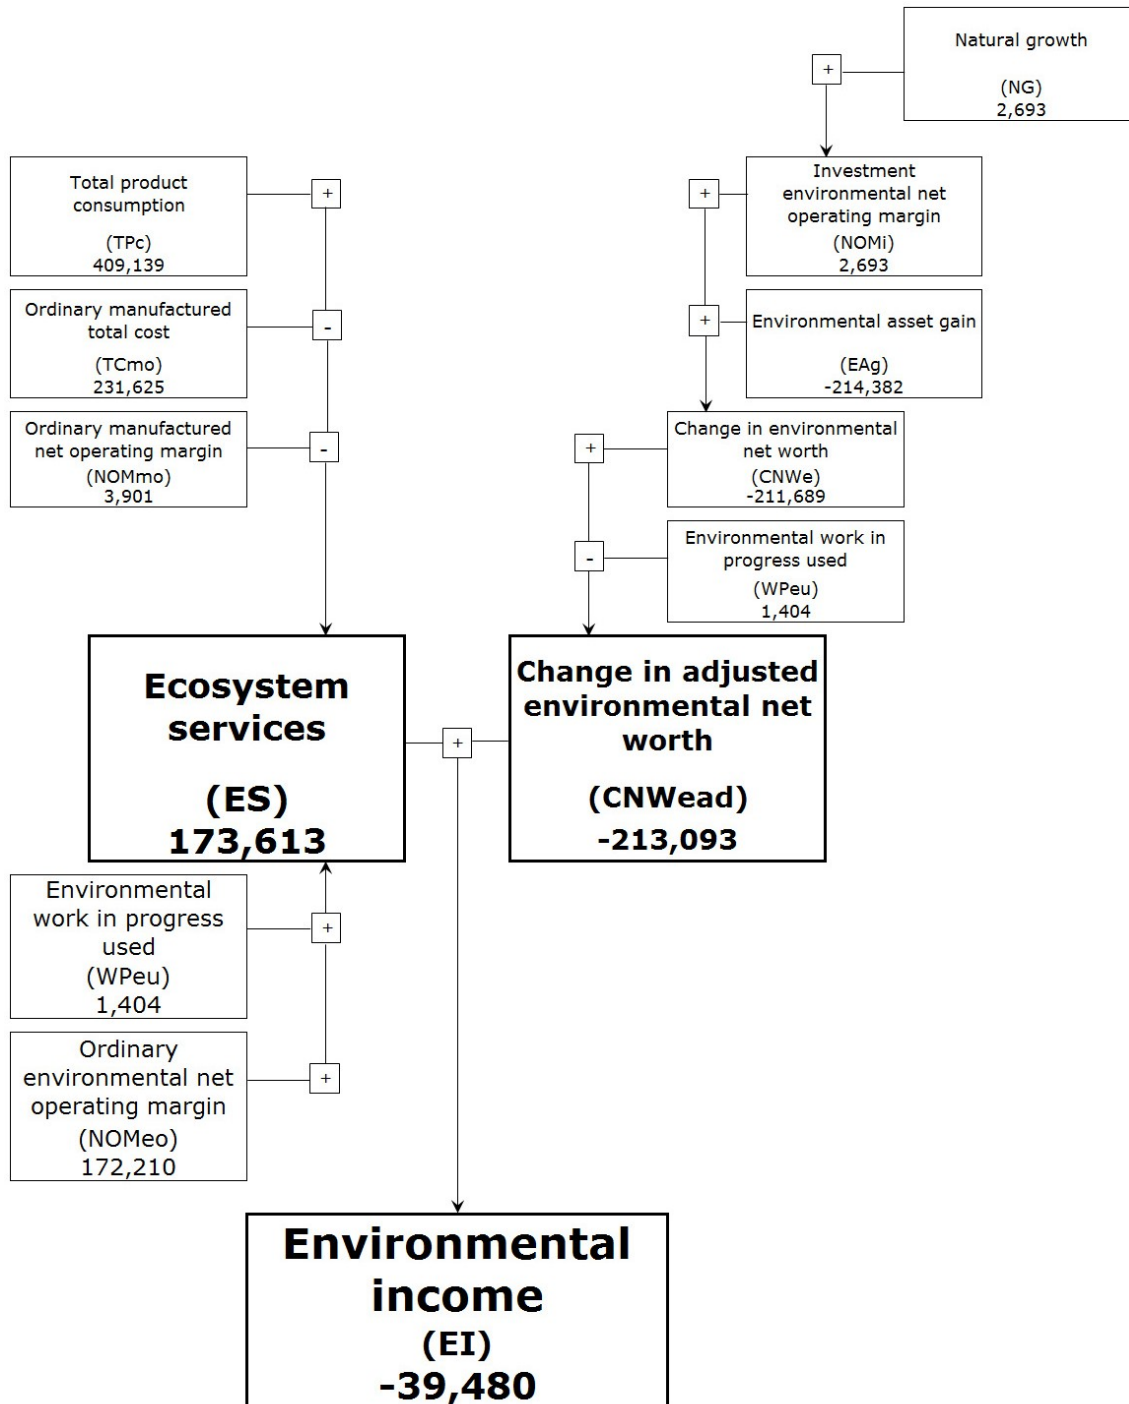 Natural growth
(NG)
2,693
+
Total product
consumption
(TPc)
409,139
+
Investment
environmental net
operating margin
(NOMi)
2,693
+
Ordinary manufactured
total cost
(TCmo)
231,625
-
Environmental asset gain
(EAg)
-214,382
+
Ordinary manufactured
net operating margin
(NOMmo)
3,901
-
Change in environmental
net worth
(CNWe)
-211,689
+
Environmental work in
progress used
(WPeu)
1,404
-
Ecosystem
services
(ES)
173,613
+
Change in adjusted
environmental net
worth
(CNWead)
-213,093
Environmental
work in progress
used
(WPeu)
1,404
+
Ordinary
environmental net
operating margin
(NOMeo)
172,210
+
Environmental
income
(EI)
-39,480